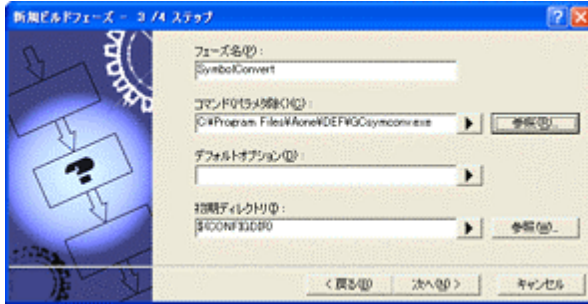 新規ビルドフェーズ - 3 /4 ステップ
フェーズ名(P):
SymbolConvert
コマンド(パラメタ除く)(C):
C:¥Program Files¥Aone¥DEF¥GCsymconv.exe
参照(B)...
デフォルトオプション(D):
初期ディレクトリ(I):
$(CONFIGDIR)
参照(W)...
< 戻る(B)
次へ(N) >
キャンセル